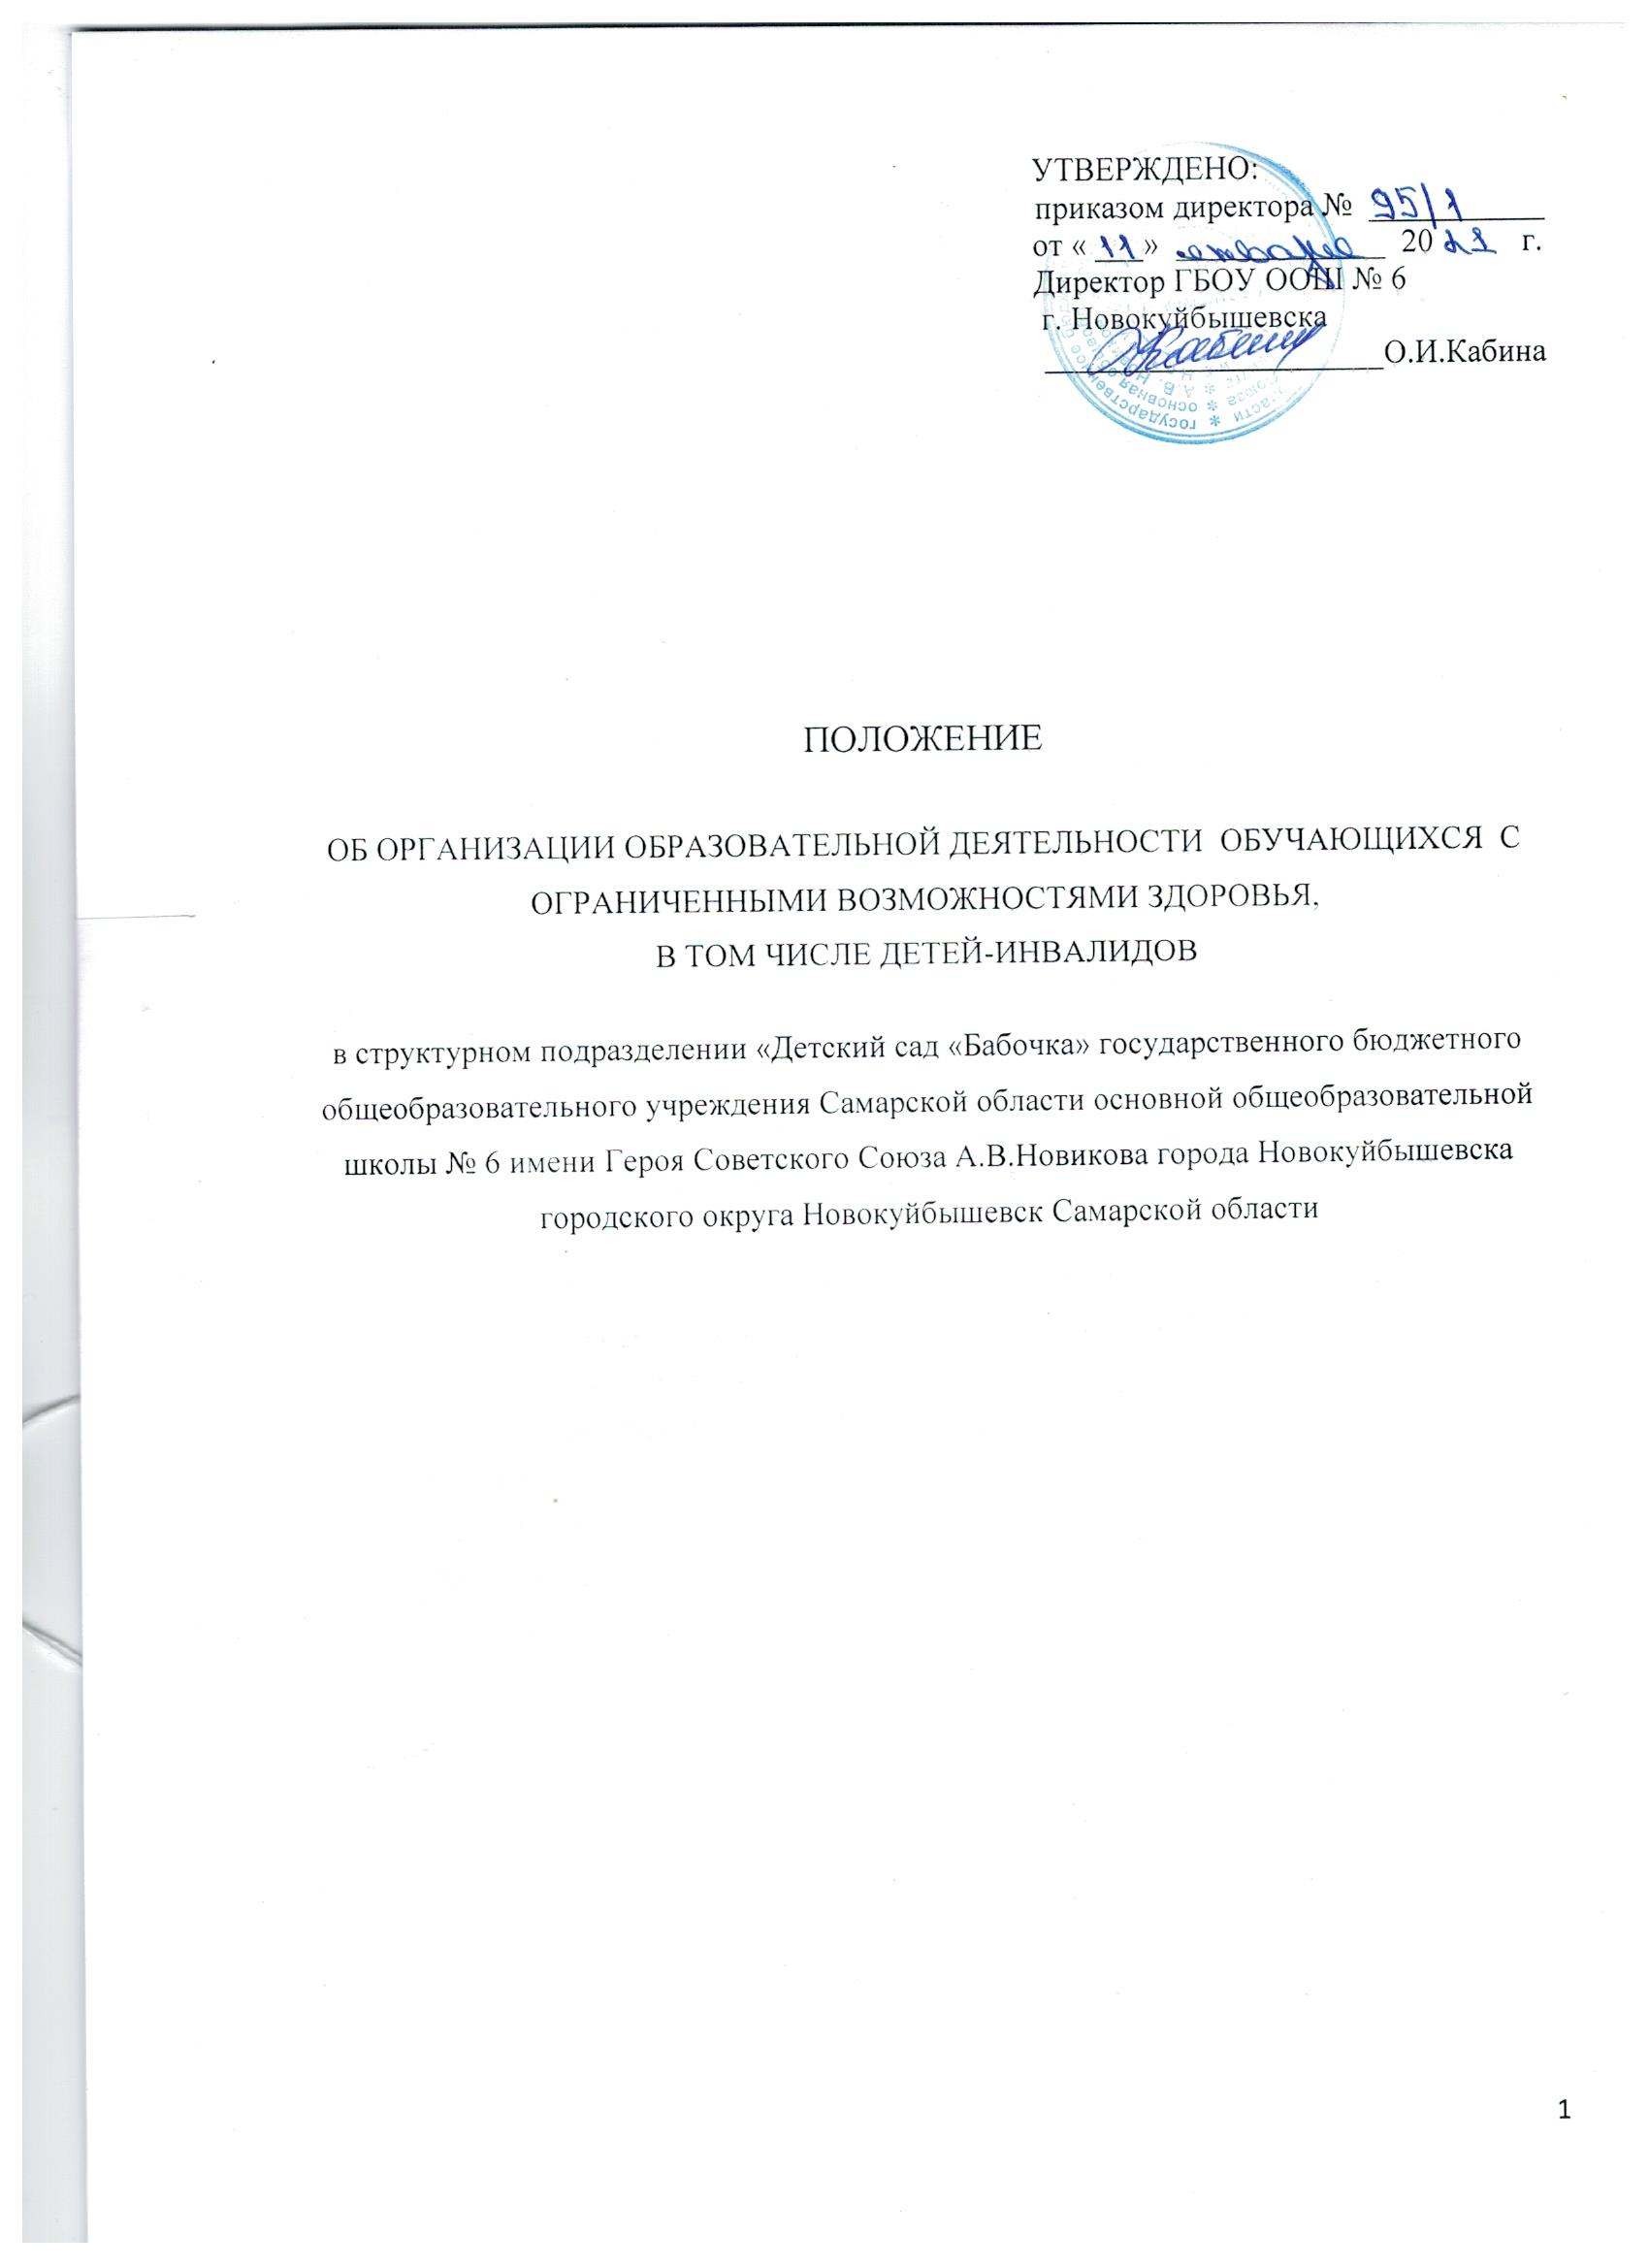 УТВЕРЖДЕНО:
приказом директора № 95/1
от « 11 » января 20 21 г.
Директор ГБОУ ООШ № 6
г. Новокуйбышевска
О.И.Кабина
ПОЛОЖЕНИЕ
ОБ ОРГАНИЗАЦИИ ОБРАЗОВАТЕЛЬНОЙ ДЕЯТЕЛЬНОСТИ ОБУЧАЮЩИХСЯ С
ОГРАНИЧЕННЫМИ ВОЗМОЖНОСТЯМИ ЗДОРОВЬЯ,
В ТОМ ЧИСЛЕ ДЕТЕЙ-ИНВАЛИДОВ
в структурном подразделении «Детский сад «Бабочка» государственного бюджетного
общеобразовательного учреждения Самарской области основной общеобразовательной
школы № 6 имени Героя Советского Союза А.В.Новикова города Новокуйбышевска
городского округа Новокуйбышевск Самарской области
1